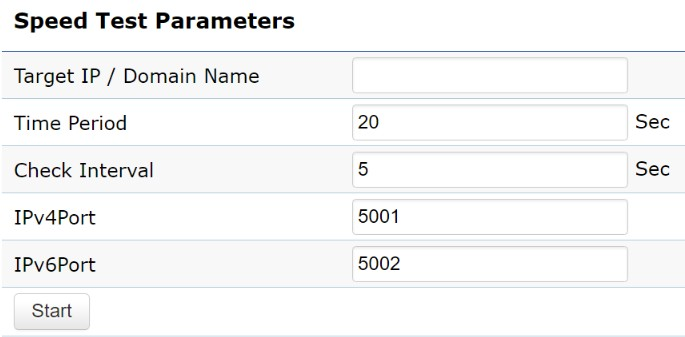 Speed Test Parameters
Target IP / Domain Name
Time Period 20 Sec
Check Interval 5 Sec
IPv4Port 5001
IPv6Port 5002
Start